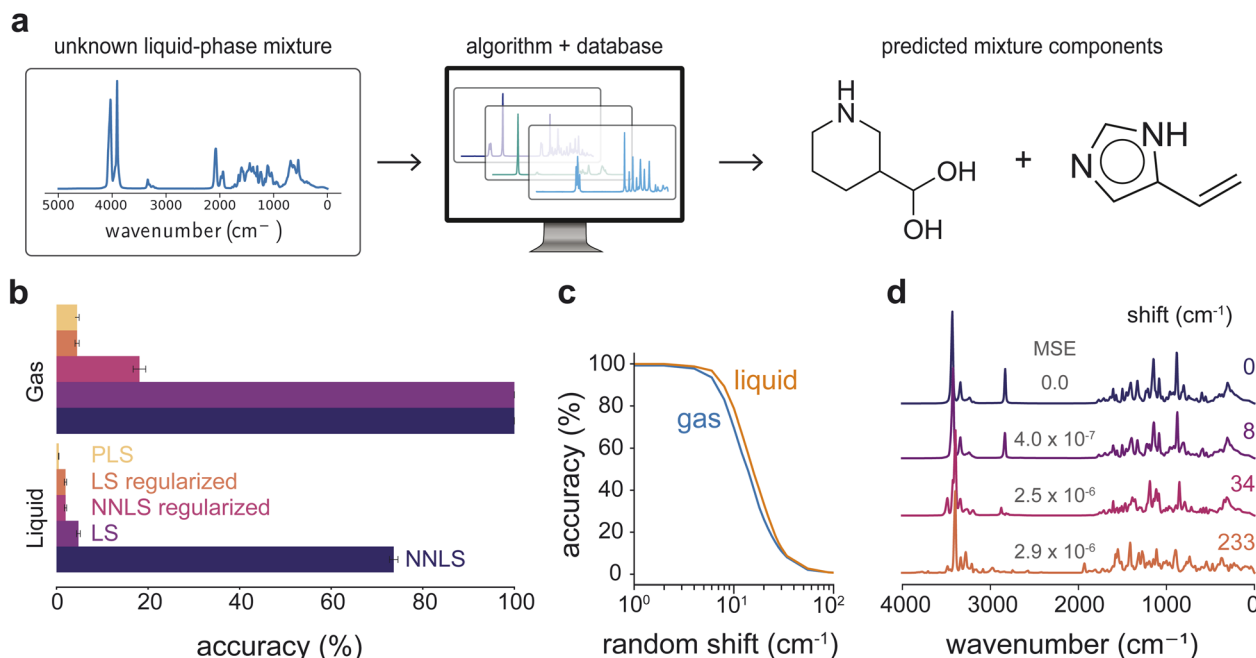 a
unknown liquid-phase mixture
algorithm + database
predicted mixture components
5000 4000 3000 2000 1000 0
wavenumber (cm⁻ )
H
N
OH
OH
+
N
NH
b
Gas
Liquid
PLS
LS regularized
NNLS regularized
LS
NNLS
0 20 40 60 80 100
accuracy (%)
c
100
80
60
40
20
0
accuracy (%)
liquid
gas
10⁰ 10¹ 10²
random shift (cm⁻¹)
d
shift (cm⁻¹)
MSE
0.0
0
4.0 x 10⁻⁷
8
2.5 x 10⁻⁶
34
2.9 x 10⁻⁶
233
4000 3000 2000 1000 0
wavenumber (cm⁻¹)